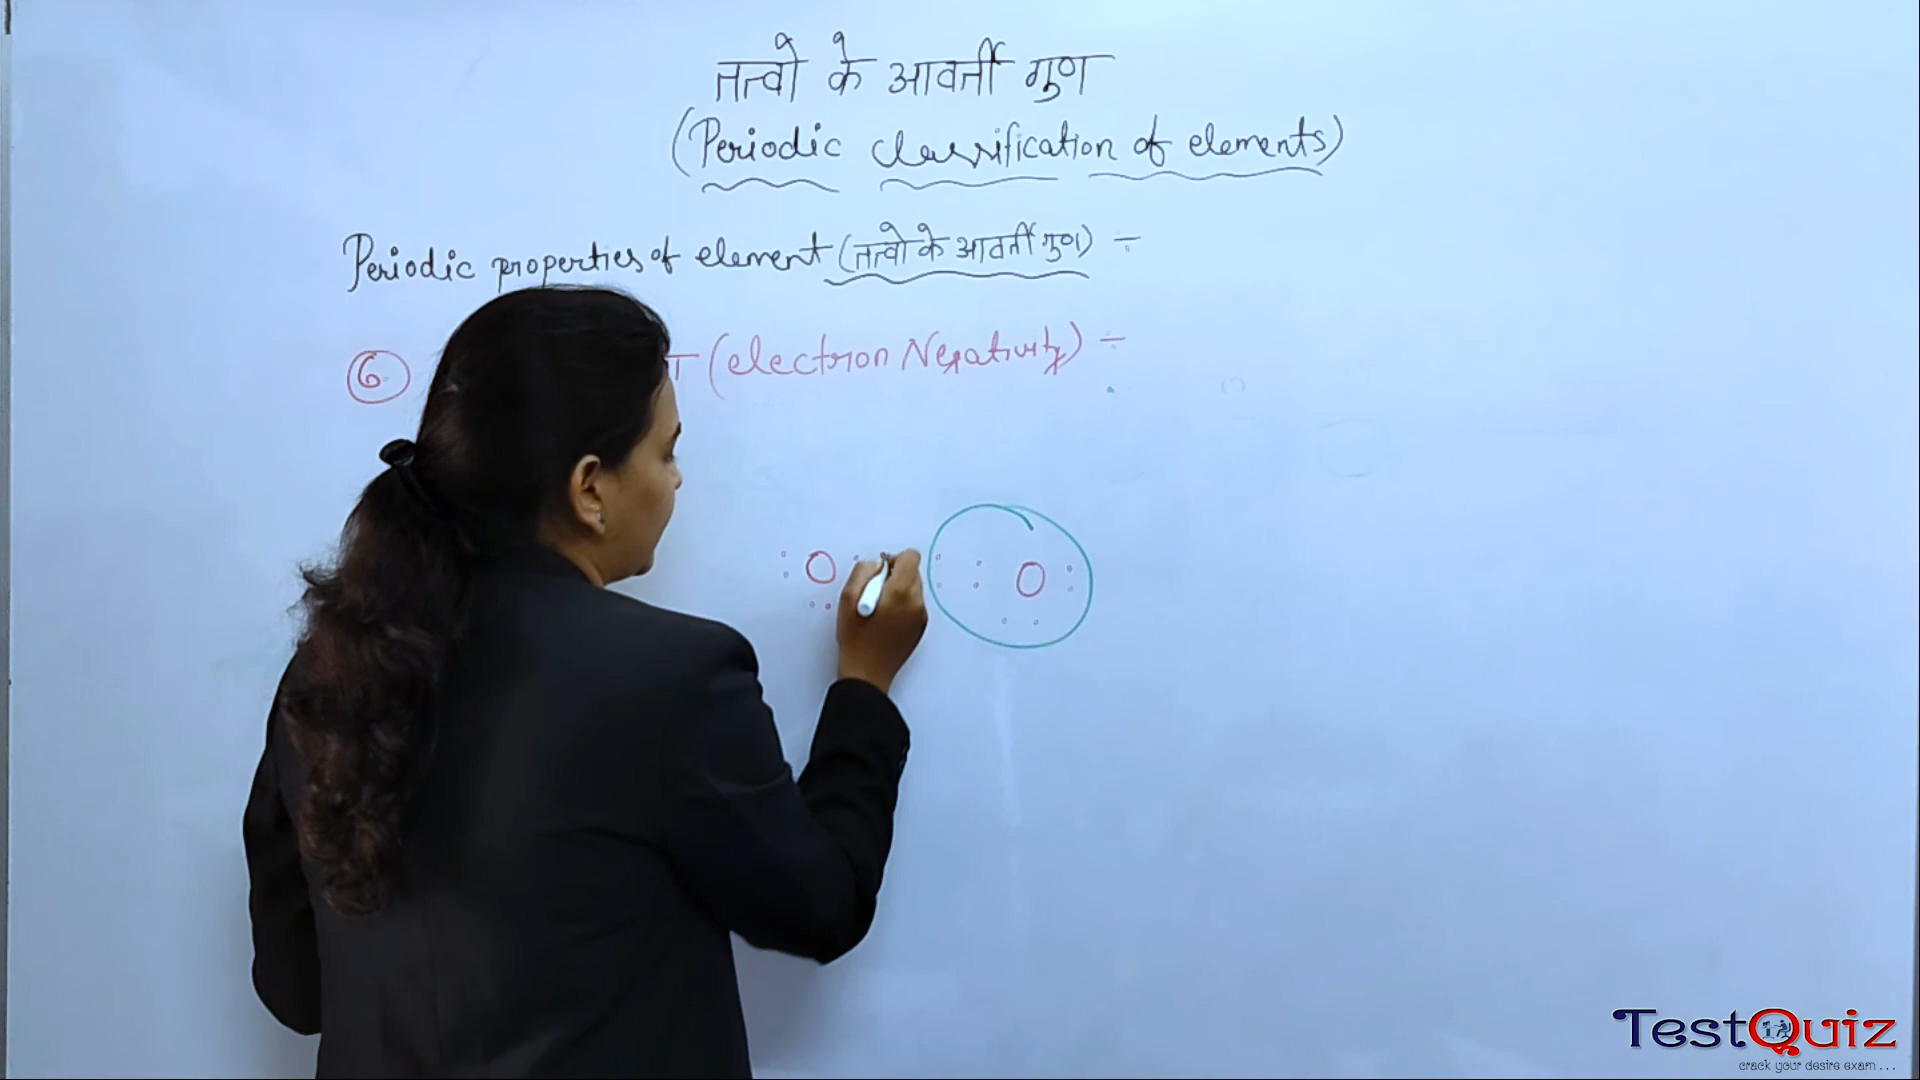 तत्वो के आवर्ती गुण
(Periodic classification of elements)
Periodic properties of element (तत्वो के आवर्ती गुण) ÷
6 (electron Negativity) ÷
O O
TestQuiz
crack your desire exam . . .